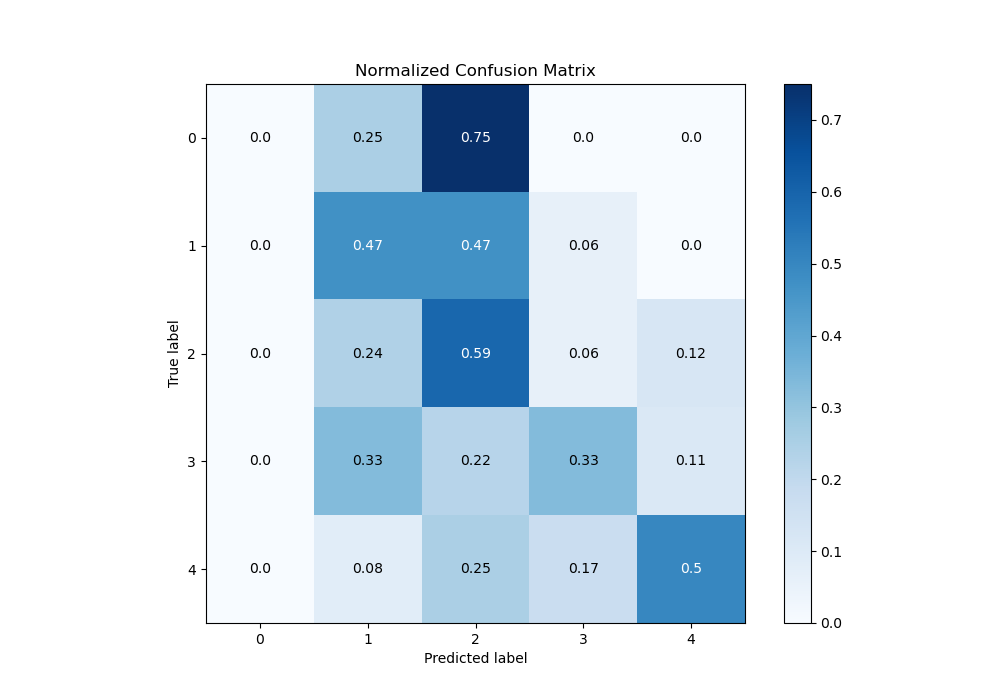 Normalized Confusion Matrix
0 0.0 0.25 0.75 0.0 0.0
1 0.0 0.47 0.47 0.06 0.0
2 0.0 0.24 0.59 0.06 0.12
3 0.0 0.33 0.22 0.33 0.11
4 0.0 0.08 0.25 0.17 0.5
0 1 2 3 4
Predicted label
True label
0.7
0.6
0.5
0.4
0.3
0.2
0.1
0.0